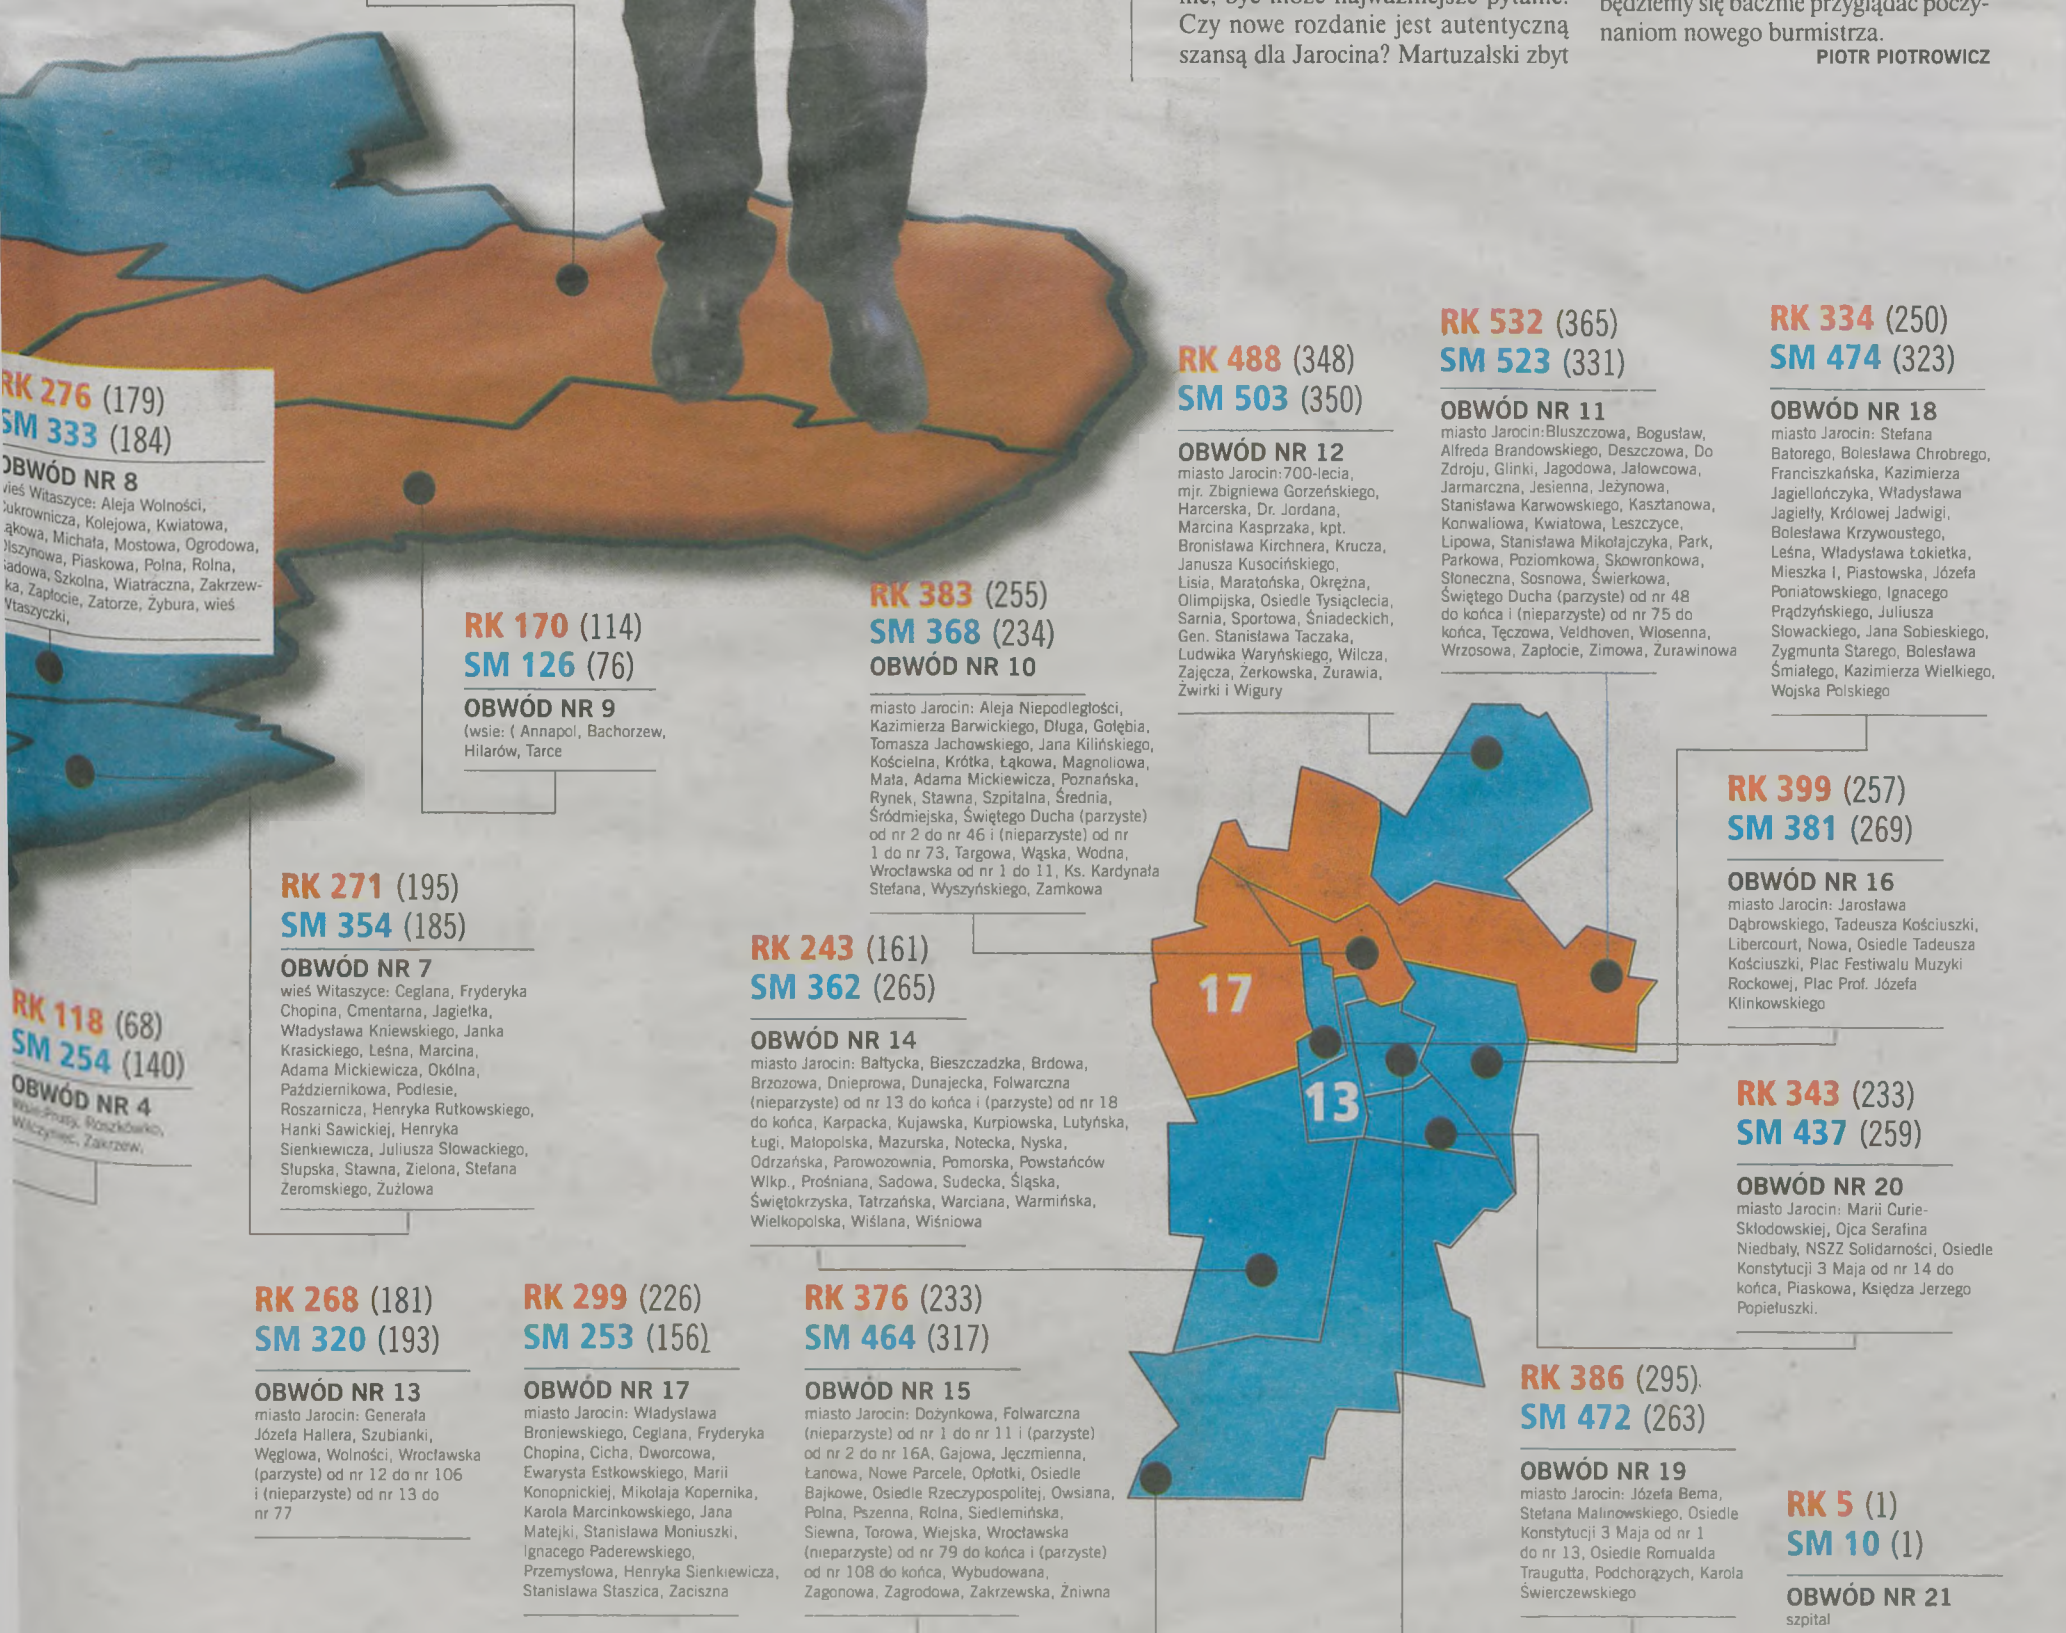 Czy nowe rozdanie jest autentyczną
szansą dla Jarocina? Martuzalski zbyt
będziemy się bacznie przyglądać poczy-
naniom nowego burmistrza.
PIOTR PIOTROWICZ
RK 276 (179)
SM 333 (184)
OBWÓD NR 8
wieś Witaszyce: Aleja Wolności,
Cukrownicza, Kolejowa, Kwiatowa,
Łąkowa, Michała, Mostowa, Ogrodowa,
Olszynowa, Piaskowa, Polna, Rolna,
Sadowa, Szkolna, Wiatraczna, Zakrzew-
ka, Zapłocie, Zatorze, Żybura, wieś
Witaszyczki,
RK 170 (114)
SM 126 (76)
OBWÓD NR 9
(wsie: ( Annapol, Bachorzew,
Hilarów, Tarce
RK 383 (255)
SM 368 (234)
OBWÓD NR 10
miasto Jarocin: Aleja Niepodległości,
Kazimierza Barwickiego, Długa, Gołębia,
Tomasza Jachowskiego, Jana Kilińskiego,
Kościelna, Krótka, Łąkowa, Magnoliowa,
Mała, Adama Mickiewicza, Poznańska,
Rynek, Stawna, Szpitalna, Średnia,
Śródmiejska, Świętego Ducha (parzyste)
od nr 2 do nr 46 i (nieparzyste) od nr
1 do nr 73, Targowa, Wąska, Wodna,
Wrocławska od nr 1 do 11, Ks. Kardynała
Stefana, Wyszyńskiego, Zamkowa
RK 488 (348)
SM 503 (350)
OBWÓD NR 12
miasto Jarocin:700-lecia,
mjr. Zbigniewa Gorzeńskiego,
Harcerska, Dr. Jordana,
Marcina Kasprzaka, kpt.
Bronisława Kirchnera, Krucza,
Janusza Kusocińskiego,
Lisia, Maratońska, Okrężna,
Olimpijska, Osiedle Tysiąclecia,
Sarnia, Sportowa, Śniadeckich,
Gen. Stanisława Taczaka,
Ludwika Waryńskiego, Wilcza,
Zajęcza, Żerkowska, Żurawia,
Żwirki i Wigury
RK 532 (365)
SM 523 (331)
OBWÓD NR 11
miasto Jarocin:Bluszczowa, Bogusław,
Alfreda Brandowskiego, Deszczowa, Do
Zdroju, Glinki, Jagodowa, Jałowcowa,
Jarmarczna, Jesienna, Jeżynowa,
Stanisława Karwowskiego, Kasztanowa,
Konwaliowa, Kwiatowa, Leszczyce,
Lipowa, Stanisława Mikołajczyka, Park,
Parkowa, Poziomkowa, Skowronkowa,
Słoneczna, Sosnowa, Świerkowa,
Świętego Ducha (parzyste) od nr 48
do końca i (nieparzyste) od nr 75 do
końca, Tęczowa, Veldhoven, Wiosenna,
Wrzosowa, Zapłocie, Zimowa, Żurawinowa
RK 334 (250)
SM 474 (323)
OBWÓD NR 18
miasto Jarocin: Stefana
Batorego, Bolesława Chrobrego,
Franciszkańska, Kazimierza
Jagiellończyka, Władysława
Jagiełły, Królowej Jadwigi,
Bolesława Krzywoustego,
Leśna, Władysława Łokietka,
Mieszka I, Piastowska, Józefa
Poniatowskiego, Ignacego
Prądzyńskiego, Juliusza
Słowackiego, Jana Sobieskiego,
Zygmunta Starego, Bolesława
Śmiałego, Kazimierza Wielkiego,
Wojska Polskiego
RK 399 (257)
SM 381 (269)
OBWÓD NR 16
miasto Jarocin: Jarosława
Dąbrowskiego, Tadeusza Kościuszki,
Libercourt, Nowa, Osiedle Tadeusza
Kościuszki, Plac Festiwalu Muzyki
Rockowej, Plac Prof. Józefa
Klinkowskiego
RK 271 (195)
SM 354 (185)
OBWÓD NR 7
wieś Witaszyce: Ceglana, Fryderyka
Chopina, Cmentarna, Jagiełka,
Władysława Kniewskiego, Janka
Krasickiego, Leśna, Marcina,
Adama Mickiewicza, Okólna,
Październikowa, Podlesie,
Roszarnicza, Henryka Rutkowskiego,
Hanki Sawickiej, Henryka
Sienkiewicza, Juliusza Słowackiego,
Słupska, Stawna, Zielona, Stefana
Żeromskiego, Żużlowa
RK 243 (161)
SM 362 (265)
OBWÓD NR 14
miasto Jarocin: Bałtycka, Bieszczadzka, Brdowa,
Brzozowa, Dnieprowa, Dunajecka, Folwarczna
(nieparzyste) od nr 13 do końca i (parzyste) od nr 18
do końca, Karpacka, Kujawska, Kurpiowska, Lutyńska,
Ługi, Małopolska, Mazurska, Notecka, Nyska,
Odrzańska, Parowozownia, Pomorska, Powstańców
Wlkp., Prośniana, Sadowa, Sudecka, Śląska,
Świętokrzyska, Tatrzańska, Warciana, Warmińska,
Wielkopolska, Wiślana, Wiśniowa
17
13
RK 118 (68)
SM 254 (140)
OBWÓD NR 4
Wsie:Prusy, Roszkówko,
Wilczyniec, Zakrzew,
RK 343 (233)
SM 437 (259)
OBWÓD NR 20
miasto Jarocin: Marii Curie-
Skłodowskiej, Ojca Serafina
Niedbały, NSZZ Solidarności, Osiedle
Konstytucji 3 Maja od nr 14 do
końca, Piaskowa, Księdza Jerzego
Popiełuszki.
RK 268 (181)
SM 320 (193)
OBWÓD NR 13
miasto Jarocin: Generała
Józefa Hallera, Szubianki,
Węglowa, Wolności, Wrocławska
(parzyste) od nr 12 do nr 106
i (nieparzyste) od nr 13 do
nr 77
RK 299 (226)
SM 253 (156)
OBWÓD NR 17
miasto Jarocin: Władysława
Broniewskiego, Ceglana, Fryderyka
Chopina, Cicha, Dworcowa,
Ewarysta Estkowskiego, Marii
Konopnickiej, Mikołaja Kopernika,
Karola Marcinkowskiego, Jana
Matejki, Stanisława Moniuszki,
Ignacego Paderewskiego,
Przemysłowa, Henryka Sienkiewicza,
Stanisława Staszica, Zaciszna
RK 376 (233)
SM 464 (317)
OBWÓD NR 15
miasto Jarocin: Dożynkowa, Folwarczna
(nieparzyste) od nr 1 do nr 11 i (parzyste)
od nr 2 do nr 16A, Gajowa, Jęczmienna,
Łanowa, Nowe Parcele, Opłotki, Osiedle
Bajkowe, Osiedle Rzeczypospolitej, Owsiana,
Polna, Pszenna, Rolna, Siedlemińska,
Siewna, Torowa, Wiejska, Wrocławska
(nieparzyste) od nr 79 do końca i (parzyste)
od nr 108 do końca, Wybudowana,
Zagonowa, Zagrodowa, Zakrzewska, Żniwna
RK 386 (295)
SM 472 (263)
OBWÓD NR 19
miasto Jarocin: Józefa Bema,
Stefana Malinowskiego, Osiedle
Konstytucji 3 Maja od nr 1
do nr 13, Osiedle Romualda
Traugutta, Podchorążych, Karola
Świerczewskiego
RK 5 (1)
SM 10 (1)
OBWÓD NR 21
szpital